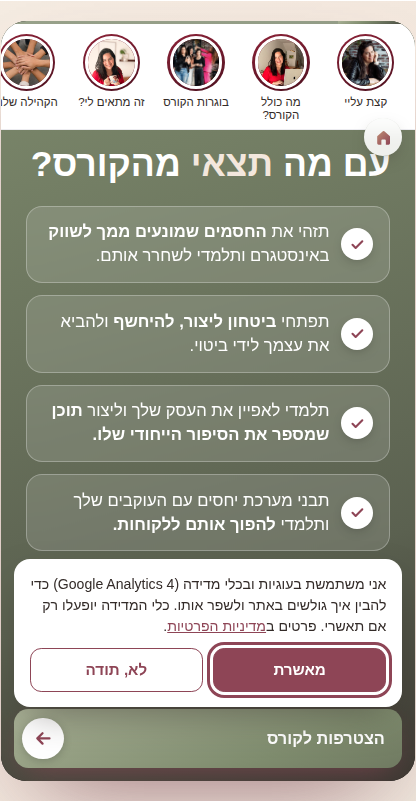 קצת עליי
מה כולל
הקורס?
בוגרות הקורס
זה מתאים לי?
הקהילה
עם מה תצאי מהקורס?
תזהי את החסמים שמונעים ממך לשווק
באינסטגרם ותלמדי לשחרר אותם.
תפתחי ביטחון ליצור, להיחשף ולהביא
את עצמך לידי ביטוי.
תלמדי לאפיין את העסק שלך וליצור תוכן
שמספר את הסיפור הייחודי שלו.
תבני מערכת יחסים עם העוקבים שלך
ותלמדי להפוך אותם ללקוחות.
אני משתמשת בעוגיות ובכלי מדידה (Google Analytics 4) כדי
להבין איך גולשים באתר ולשפר אותו. כלי המדידה יופעלו רק
אם תאשרי. פרטים במדיניות הפרטיות.
מאשרת
לא, תודה
הצטרפות לקורס